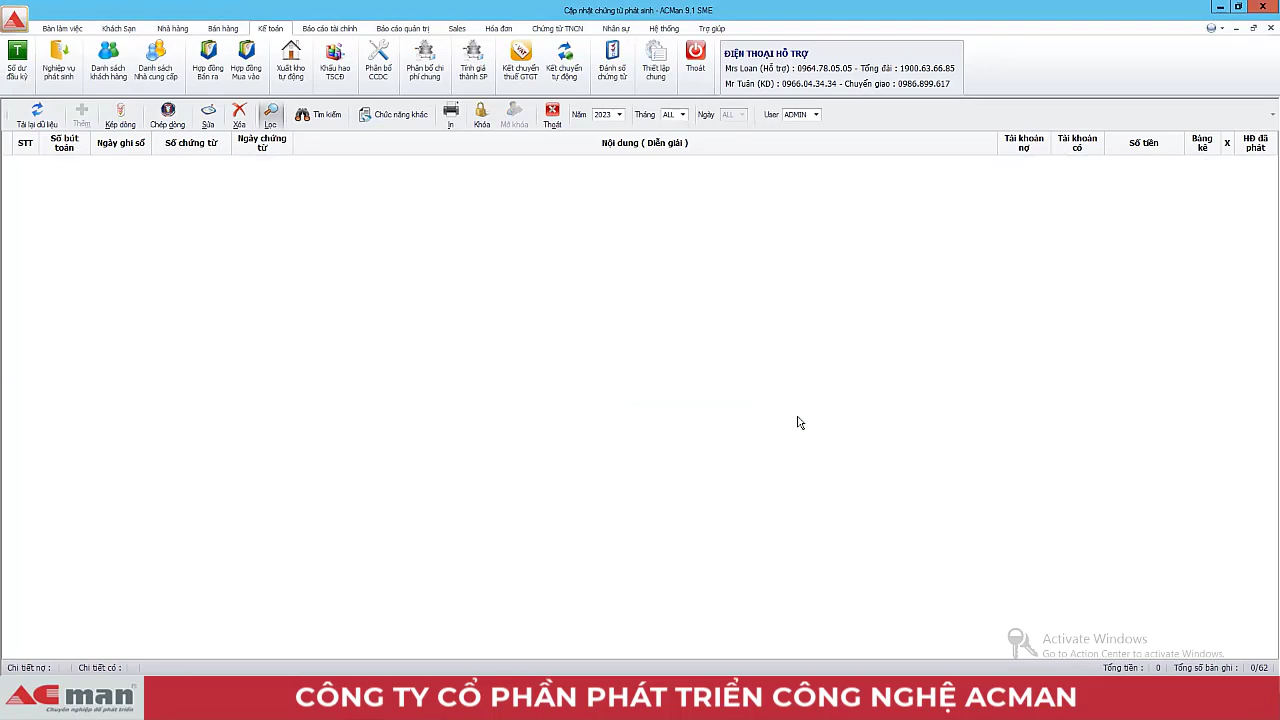 Cập nhật chứng từ phát sinh - ACMan 9.1 SME
Bàn làm việc Khách Sạn Nhà hàng Bán hàng Kế toán Báo cáo tài chính Báo cáo quản trị Sales Hóa đơn Chứng từ TNCN Nhân sự Hệ thống Trợ giúp
T
Số dư đầu kỳ
Nghiệp vụ phát sinh
Danh sách khách hàng
Danh sách Nhà cung cấp
Hợp đồng Bán ra
Hợp đồng Mua vào
Xuất kho tự động
Khấu hao TSCĐ
Phân bổ CCDC
Phân bổ chi phí chung
Tính giá thành SP
Kết chuyển thuế GTGT
Kết chuyển tự động
Đánh số chứng từ
Thiết lập chung
Thoát
ĐIỆN THOẠI HỖ TRỢ
Mrs Loan (Hỗ trợ) : 0964.78.05.05 - Tổng đài : 1900.63.66.85
Mr Tuân (KD) : 0966.04.34.34 - Chuyển giao : 0986.899.617
Tải lại dữ liệu Thêm Kép dòng Chép dòng Sửa Xóa Lọc Tìm kiếm Chức năng khác In Khóa Mở khóa Thoát Năm 2023 Tháng ALL Ngày ALL User ADMIN
STT Số bút toán Ngày ghi sổ Số chứng từ Ngày chứng từ Nội dung ( Diễn giải ) Tài khoản nợ Tài khoản có Số tiền Bảng kê X HĐ đã phát
Activate Windows
Go to Action Center to activate Windows.
Chi tiết nợ : Chi tiết có : Tổng tiền : 0 Tổng số bản ghi : 0/62
ACman
Chuyên nghiệp để phát triển
CÔNG TY CỔ PHẦN PHÁT TRIỂN CÔNG NGHỆ ACMAN